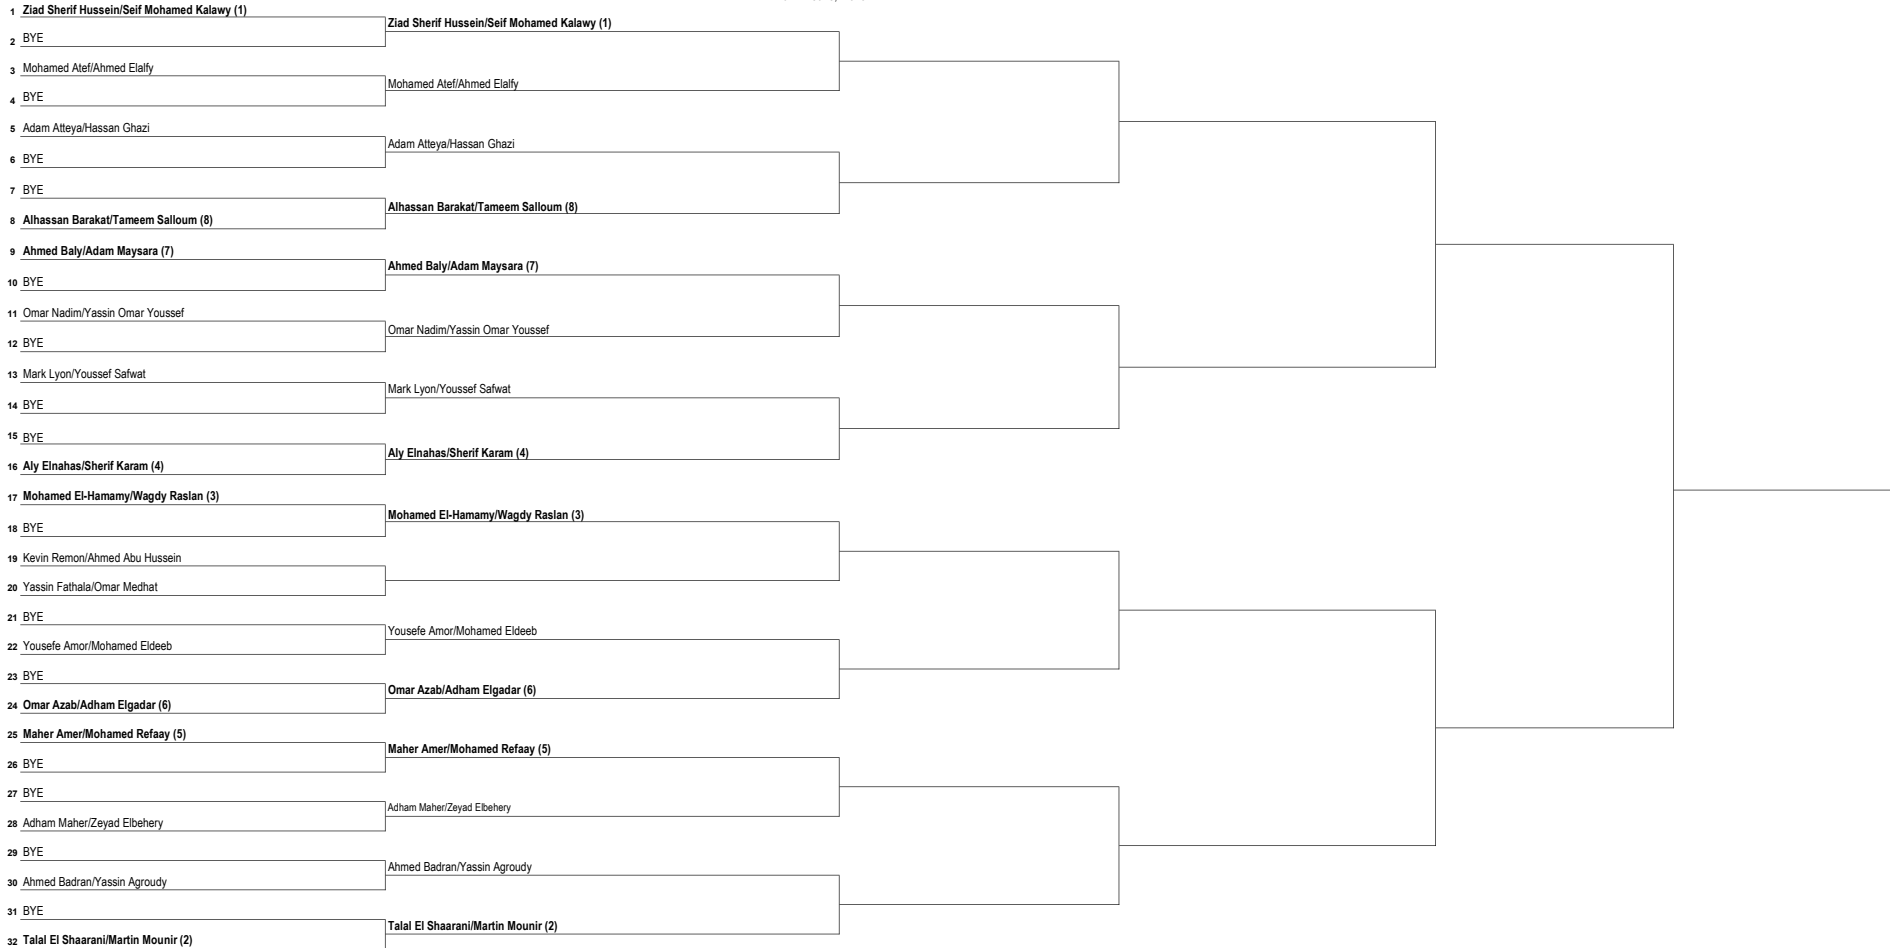 1 Ziad Sherif Hussein/Seif Mohamed Kalawy (1)
2 BYE
3 Mohamed Atef/Ahmed Elalfy
4 BYE
5 Adam Atteya/Hassan Ghazi
6 BYE
7 BYE
8 Alhassan Barakat/Tameem Salloum (8)
9 Ahmed Baly/Adam Maysara (7)
10 BYE
11 Omar Nadim/Yassin Omar Youssef
12 BYE
13 Mark Lyon/Youssef Safwat
14 BYE
15 BYE
16 Aly Elnahas/Sherif Karam (4)
17 Mohamed El-Hamamy/Wagdy Raslan (3)
18 BYE
19 Kevin Remon/Ahmed Abu Hussein
20 Yassin Fathala/Omar Medhat
21 BYE
22 Yousefe Amor/Mohamed Eldeeb
23 BYE
24 Omar Azab/Adham Elgadar (6)
25 Maher Amer/Mohamed Refaay (5)
26 BYE
27 BYE
28 Adham Maher/Zeyad Elbehery
29 BYE
30 Ahmed Badran/Yassin Agroudy
31 BYE
32 Talal El Shaarani/Martin Mounir (2)
Ziad Sherif Hussein/Seif Mohamed Kalawy (1)
Mohamed Atef/Ahmed Elalfy
Adam Atteya/Hassan Ghazi
Alhassan Barakat/Tameem Salloum (8)
Ahmed Baly/Adam Maysara (7)
Omar Nadim/Yassin Omar Youssef
Mark Lyon/Youssef Safwat
Aly Elnahas/Sherif Karam (4)
Mohamed El-Hamamy/Wagdy Raslan (3)
Yousefe Amor/Mohamed Eldeeb
Omar Azab/Adham Elgadar (6)
Maher Amer/Mohamed Refaay (5)
Adham Maher/Zeyad Elbehery
Ahmed Badran/Yassin Agroudy
Talal El Shaarani/Martin Mounir (2)